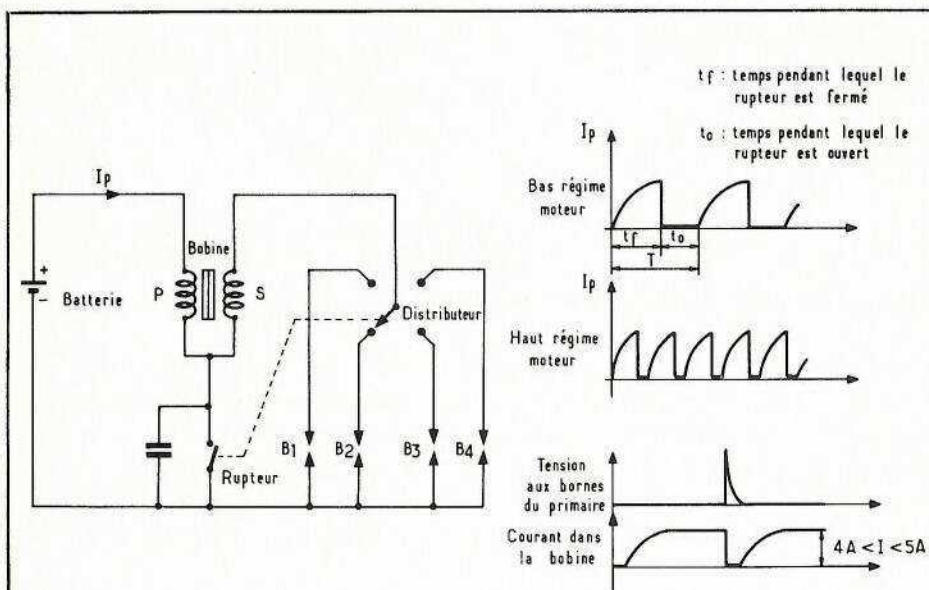 Ip
Bobine
+
-
Batterie
P
S
Distributeur
B1
B2
B3
B4
Rupteur
tf : temps pendant lequel le
rupteur est fermé
to : temps pendant lequel le
rupteur est ouvert
Ip
Bas régime
moteur
tf
to
T
Ip
Haut régime
moteur
Tension
aux bornes
du primaire
Courant dans
la bobine
4A < I < 5A